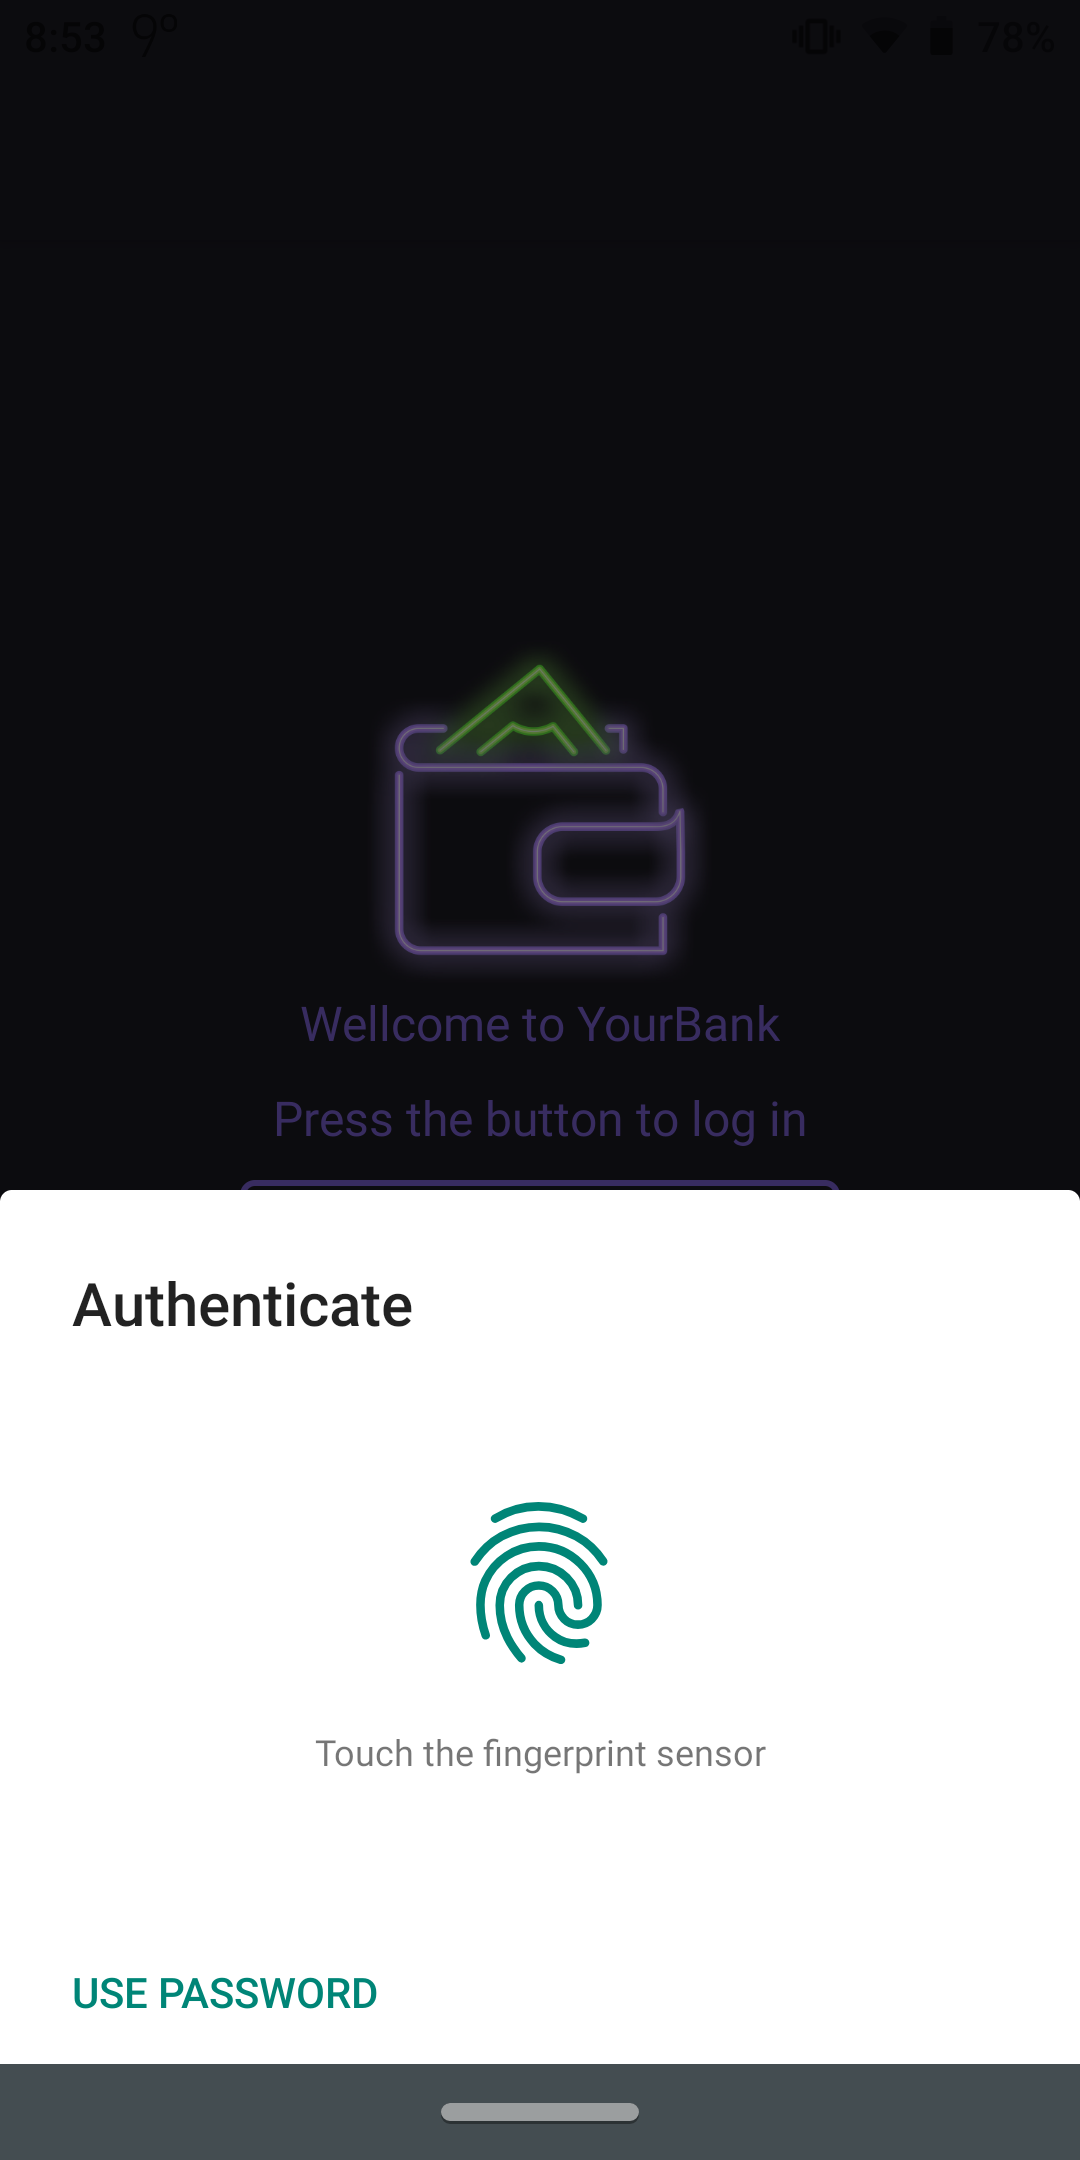 8:53 9° 78%
Wellcome to YourBank
Press the button to log in
Authenticate
Touch the fingerprint sensor
USE PASSWORD